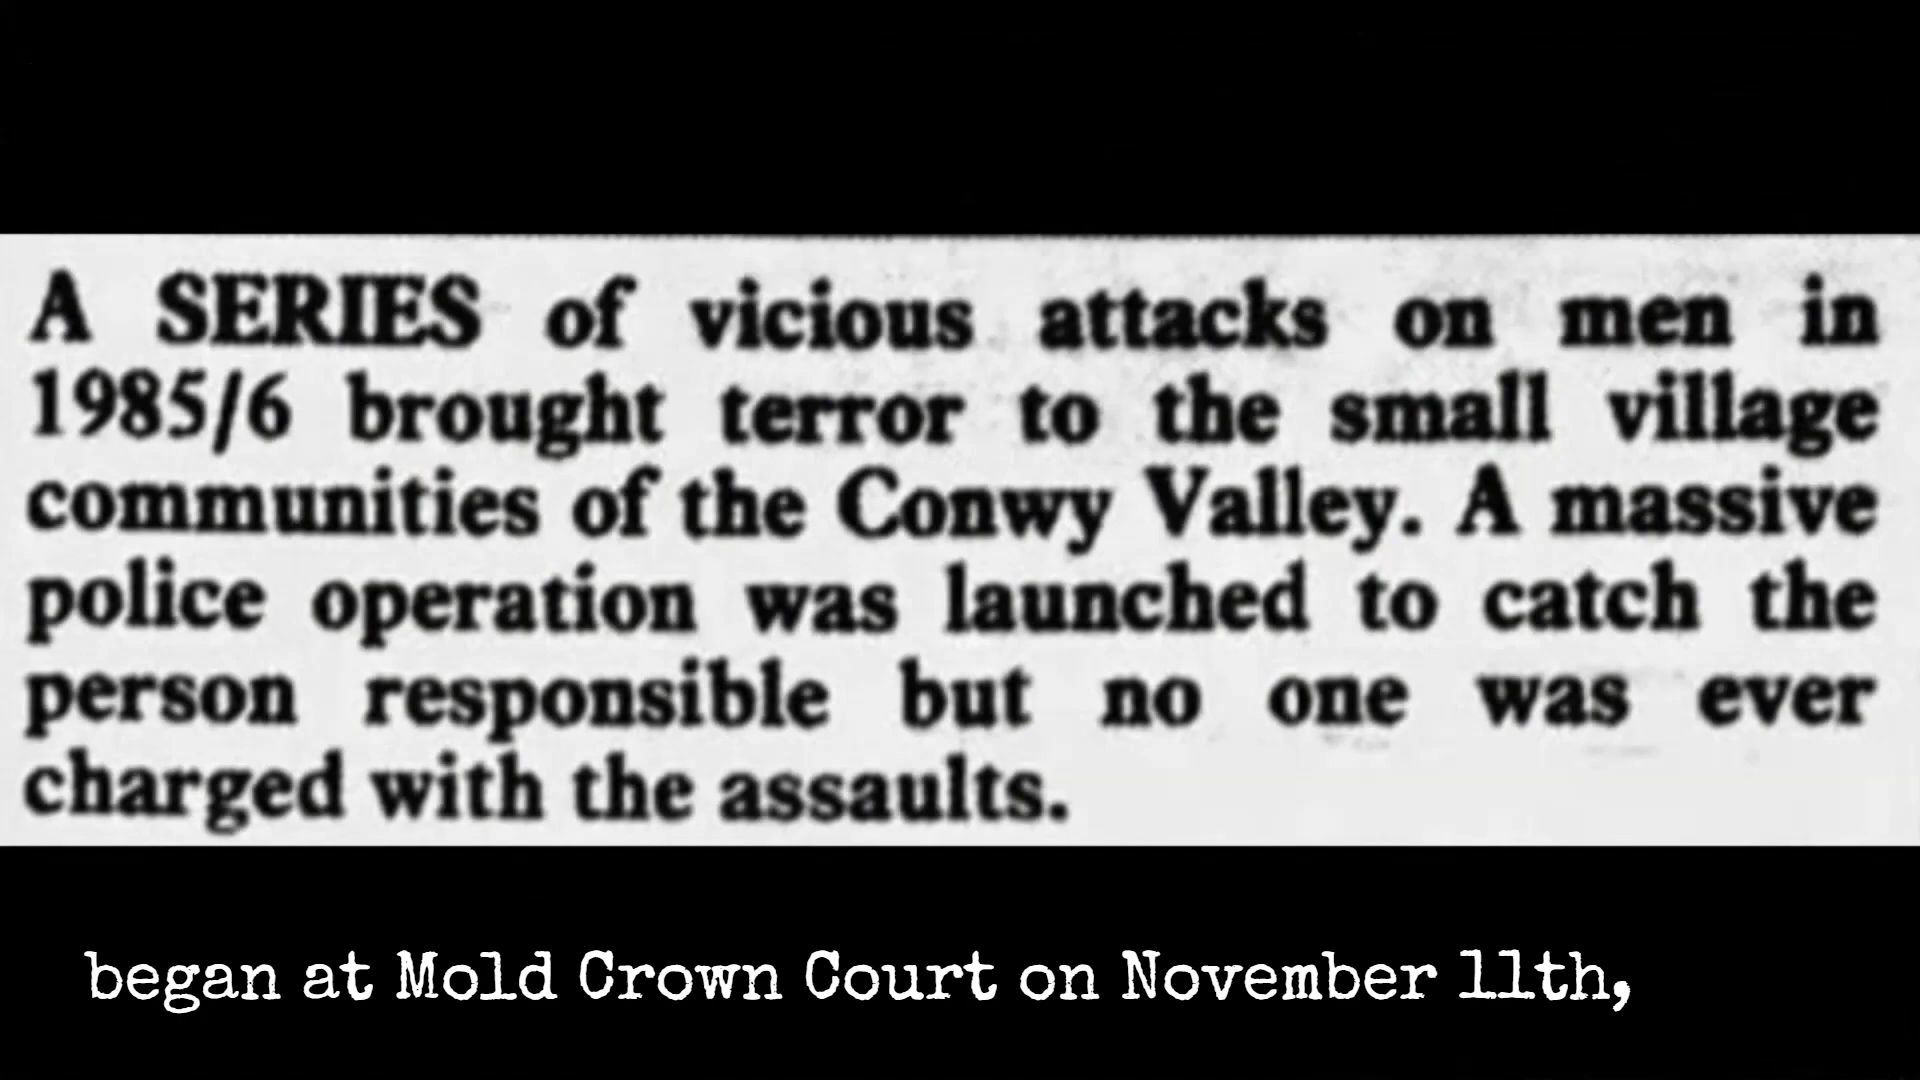 A SERIES of vicious attacks on men in
1985/6 brought terror to the small village
communities of the Conwy Valley. A massive
police operation was launched to catch the
person responsible but no one was ever
charged with the assaults.
began at Mold Crown Court on November 11th,